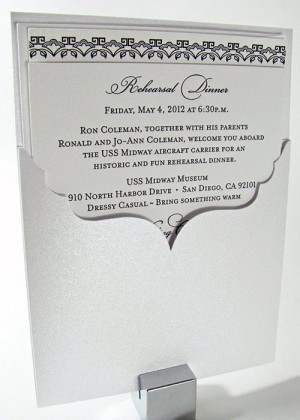 Rehearsal Dinner
Friday, May 4, 2012 at 6:30p.m.
Ron Coleman, together with his parents
Ronald and Jo-Ann Coleman, welcome you aboard
the USS Midway aircraft carrier for an
historic and fun rehearsal dinner.
USS Midway Museum
910 North Harbor Drive • San Diego, CA 92101
Dressy Casual ~ Bring something warm